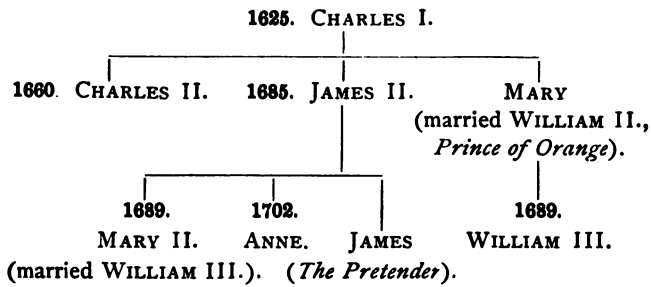 1625. CHARLES I.
1660. CHARLES II. 1685. JAMES II. MARY
(married WILLIAM II.,
Prince of Orange).
1689. 1702. 1689.
MARY II. ANNE. JAMES WILLIAM III.
(married WILLIAM III.). (The Pretender).